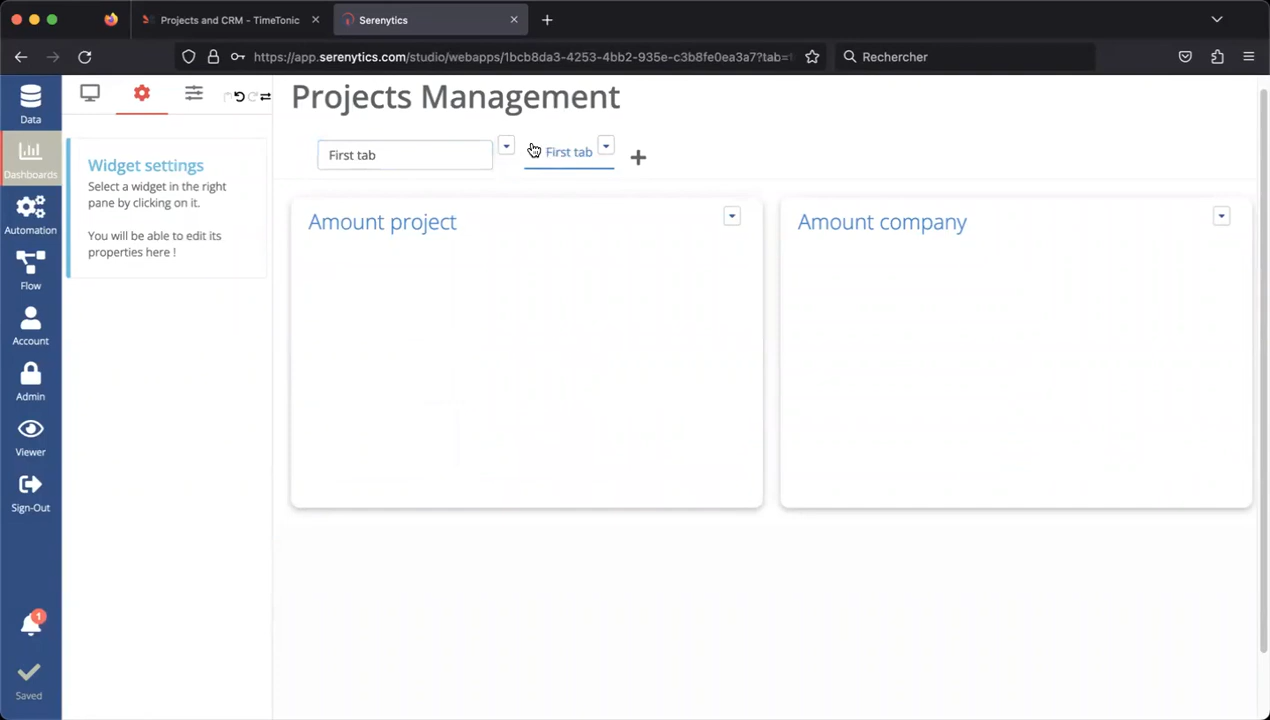 Projects and CRM - TimeTonic
Serenytics
https://app.serenytics.com/studio/webapps/1bcb8da3-4253-4bb2-935e-c3b8fe0ea3a7?tab=
Rechercher
Data
Dashboards
Automation
Flow
Account
Admin
Viewer
Sign-Out
1
Saved
Widget settings
Select a widget in the right
pane by clicking on it.
You will be able to edit its
properties here !
Projects Management
First tab
First tab
Amount project
Amount company